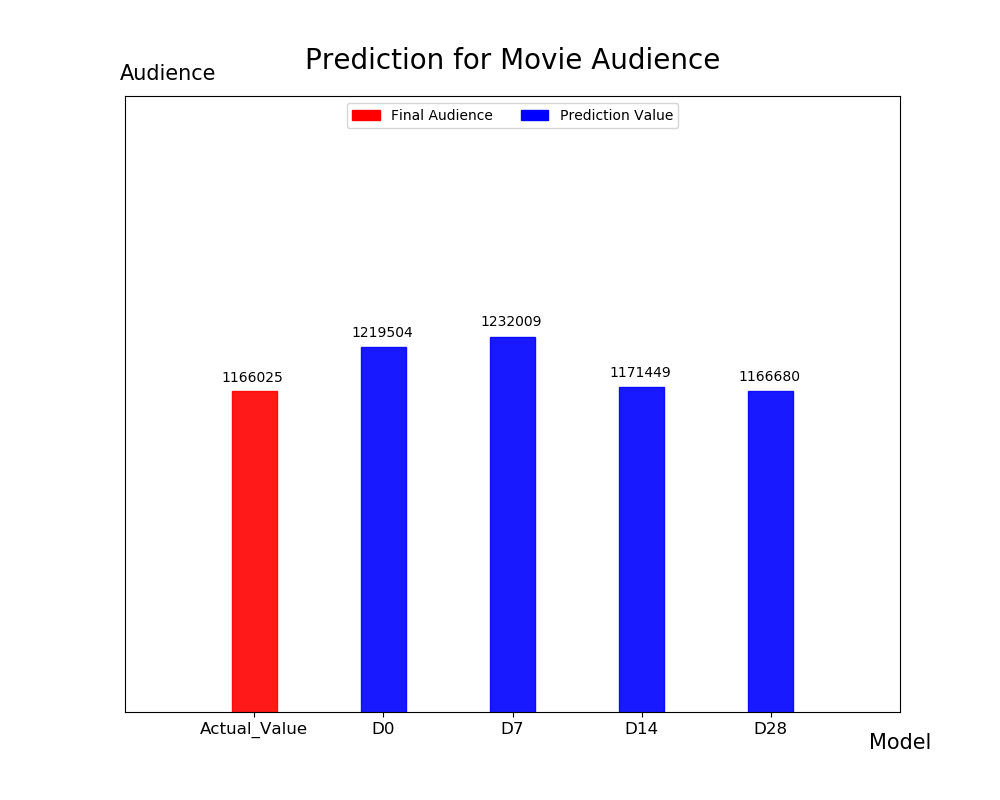 Prediction for Movie Audience
Audience
Final Audience
Prediction Value
1166025
1219504
1232009
1171449
1166680
Actual_Value
D0
D7
D14
D28
Model